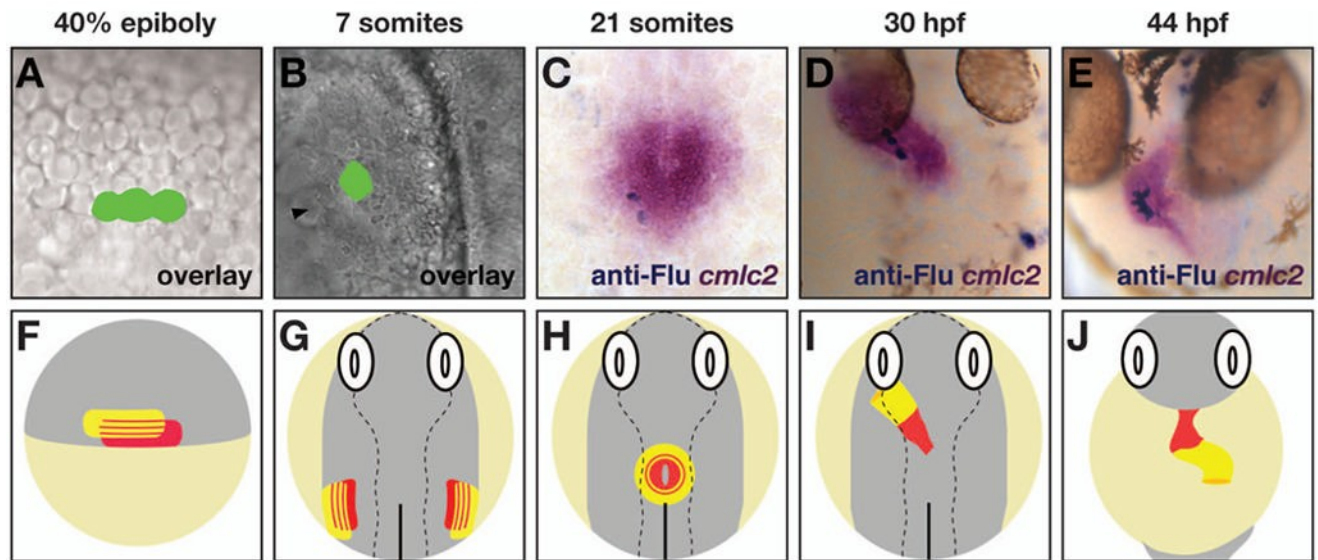 40% epiboly 7 somites 21 somites 30 hpf 44 hpf
A B C D E
overlay overlay anti-Flu cmlc2 anti-Flu cmlc2 anti-Flu cmlc2
F G H I J